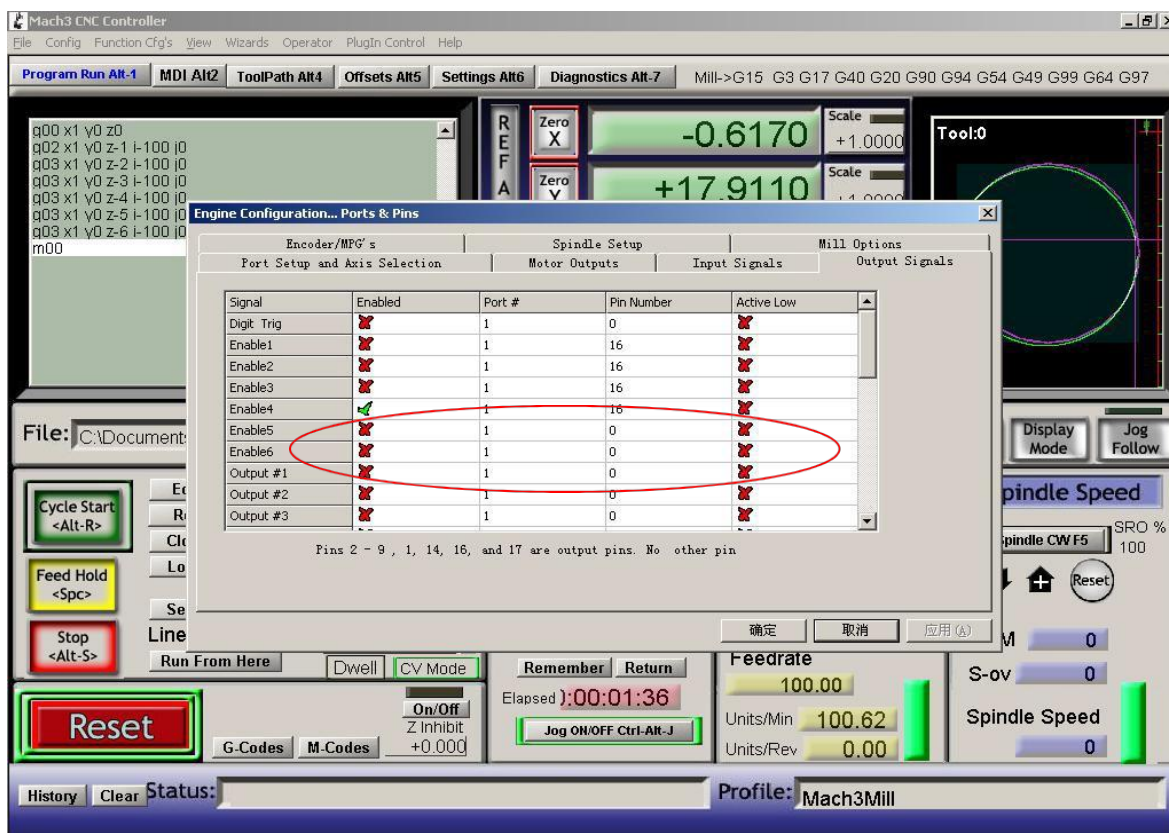 Mach3 CNC Controller
File Config Function Cfg's View Wizards Operator PlugIn Control Help
Program Run Alt-1 MDI Alt2 ToolPath Alt4 Offsets Alt5 Settings Alt6 Diagnostics Alt-7 Mill->G15 G3 G17 G40 G20 G90 G94 G54 G49 G99 G64 G97
g00 x1 y0 z0
g02 x1 y0 z-1 i-100 j0
g03 x1 y0 z-2 i-100 j0
g03 x1 y0 z-3 i-100 j0
g03 x1 y0 z-4 i-100 j0
g03 x1 y0 z-5 i-100 j0
g03 x1 y0 z-6 i-100 j0
m00
REFA
Zero X -0.6170 Scale +1.0000
Zero Y +17.9110 Scale +1.0000
Tool:0
Engine Configuration... Ports & Pins
Encoder/MPG's Spindle Setup Mill Options
Port Setup and Axis Selection Motor Outputs Input Signals Output Signals
Signal Enabled Port # Pin Number Active Low
Digit Trig 1 0
Enable1 1 16
Enable2 1 16
Enable3 1 16
Enable4 1 16
Enable5 1 0
Enable6 1 0
Output #1 1 0
Output #2 1 0
Output #3 1 0
Pins 2 - 9 , 1, 14, 16, and 17 are output pins. No other pin
确定 取消 应用(A)
File: C:\Document
Display Mode Jog Follow
Cycle Start <Alt-R>
Feed Hold <Spc>
Stop <Alt-S>
Ed
R
Clo
Lo
Se
Line
Run From Here
Dwell CV Mode
pindle Speed
Spindle CW F5 SRO % 100
Reset
M 0
S-ov 0
Spindle Speed
0
Reset
G-Codes M-Codes
On/Off
Z Inhibit
+0.000
Remember Return
Elapsed ):00:01:36
Jog ON/OFF Ctrl-Alt-J
Feedrate
100.00
Units/Min 100.62
Units/Rev 0.00
History Clear Status:
Profile: Mach3Mill